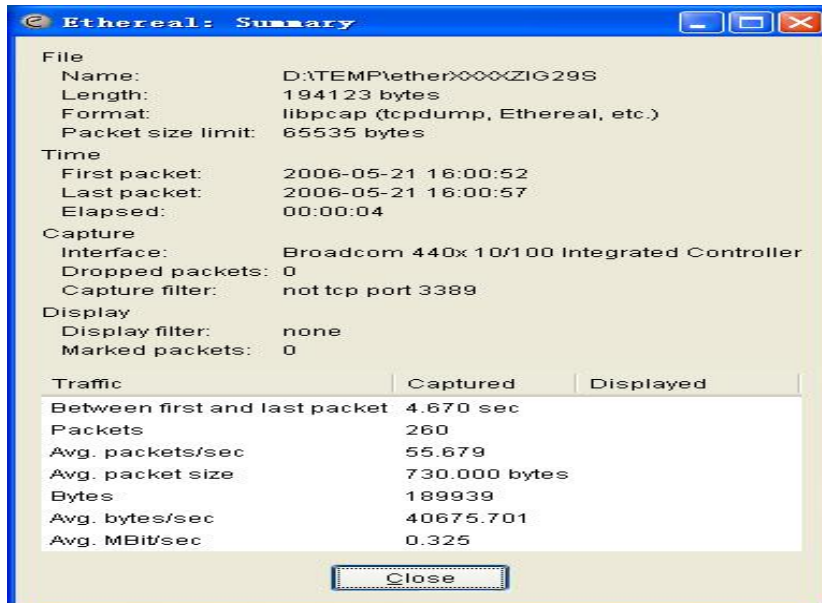 Ethereal: Summary
File
Name: D:\TEMP\etherXXXXZIG29S
Length: 194123 bytes
Format: libpcap (tcpdump, Ethereal, etc.)
Packet size limit: 65535 bytes
Time
First packet: 2006-05-21 16:00:52
Last packet: 2006-05-21 16:00:57
Elapsed: 00:00:04
Capture
Interface: Broadcom 440x 10/100 Integrated Controller
Dropped packets: 0
Capture filter: not tcp port 3389
Display
Display filter: none
Marked packets: 0
Traffic Captured Displayed
Between first and last packet 4.670 sec
Packets 260
Avg. packets/sec 55.679
Avg. packet size 730.000 bytes
Bytes 189939
Avg. bytes/sec 40675.701
Avg. MBit/sec 0.325
Close